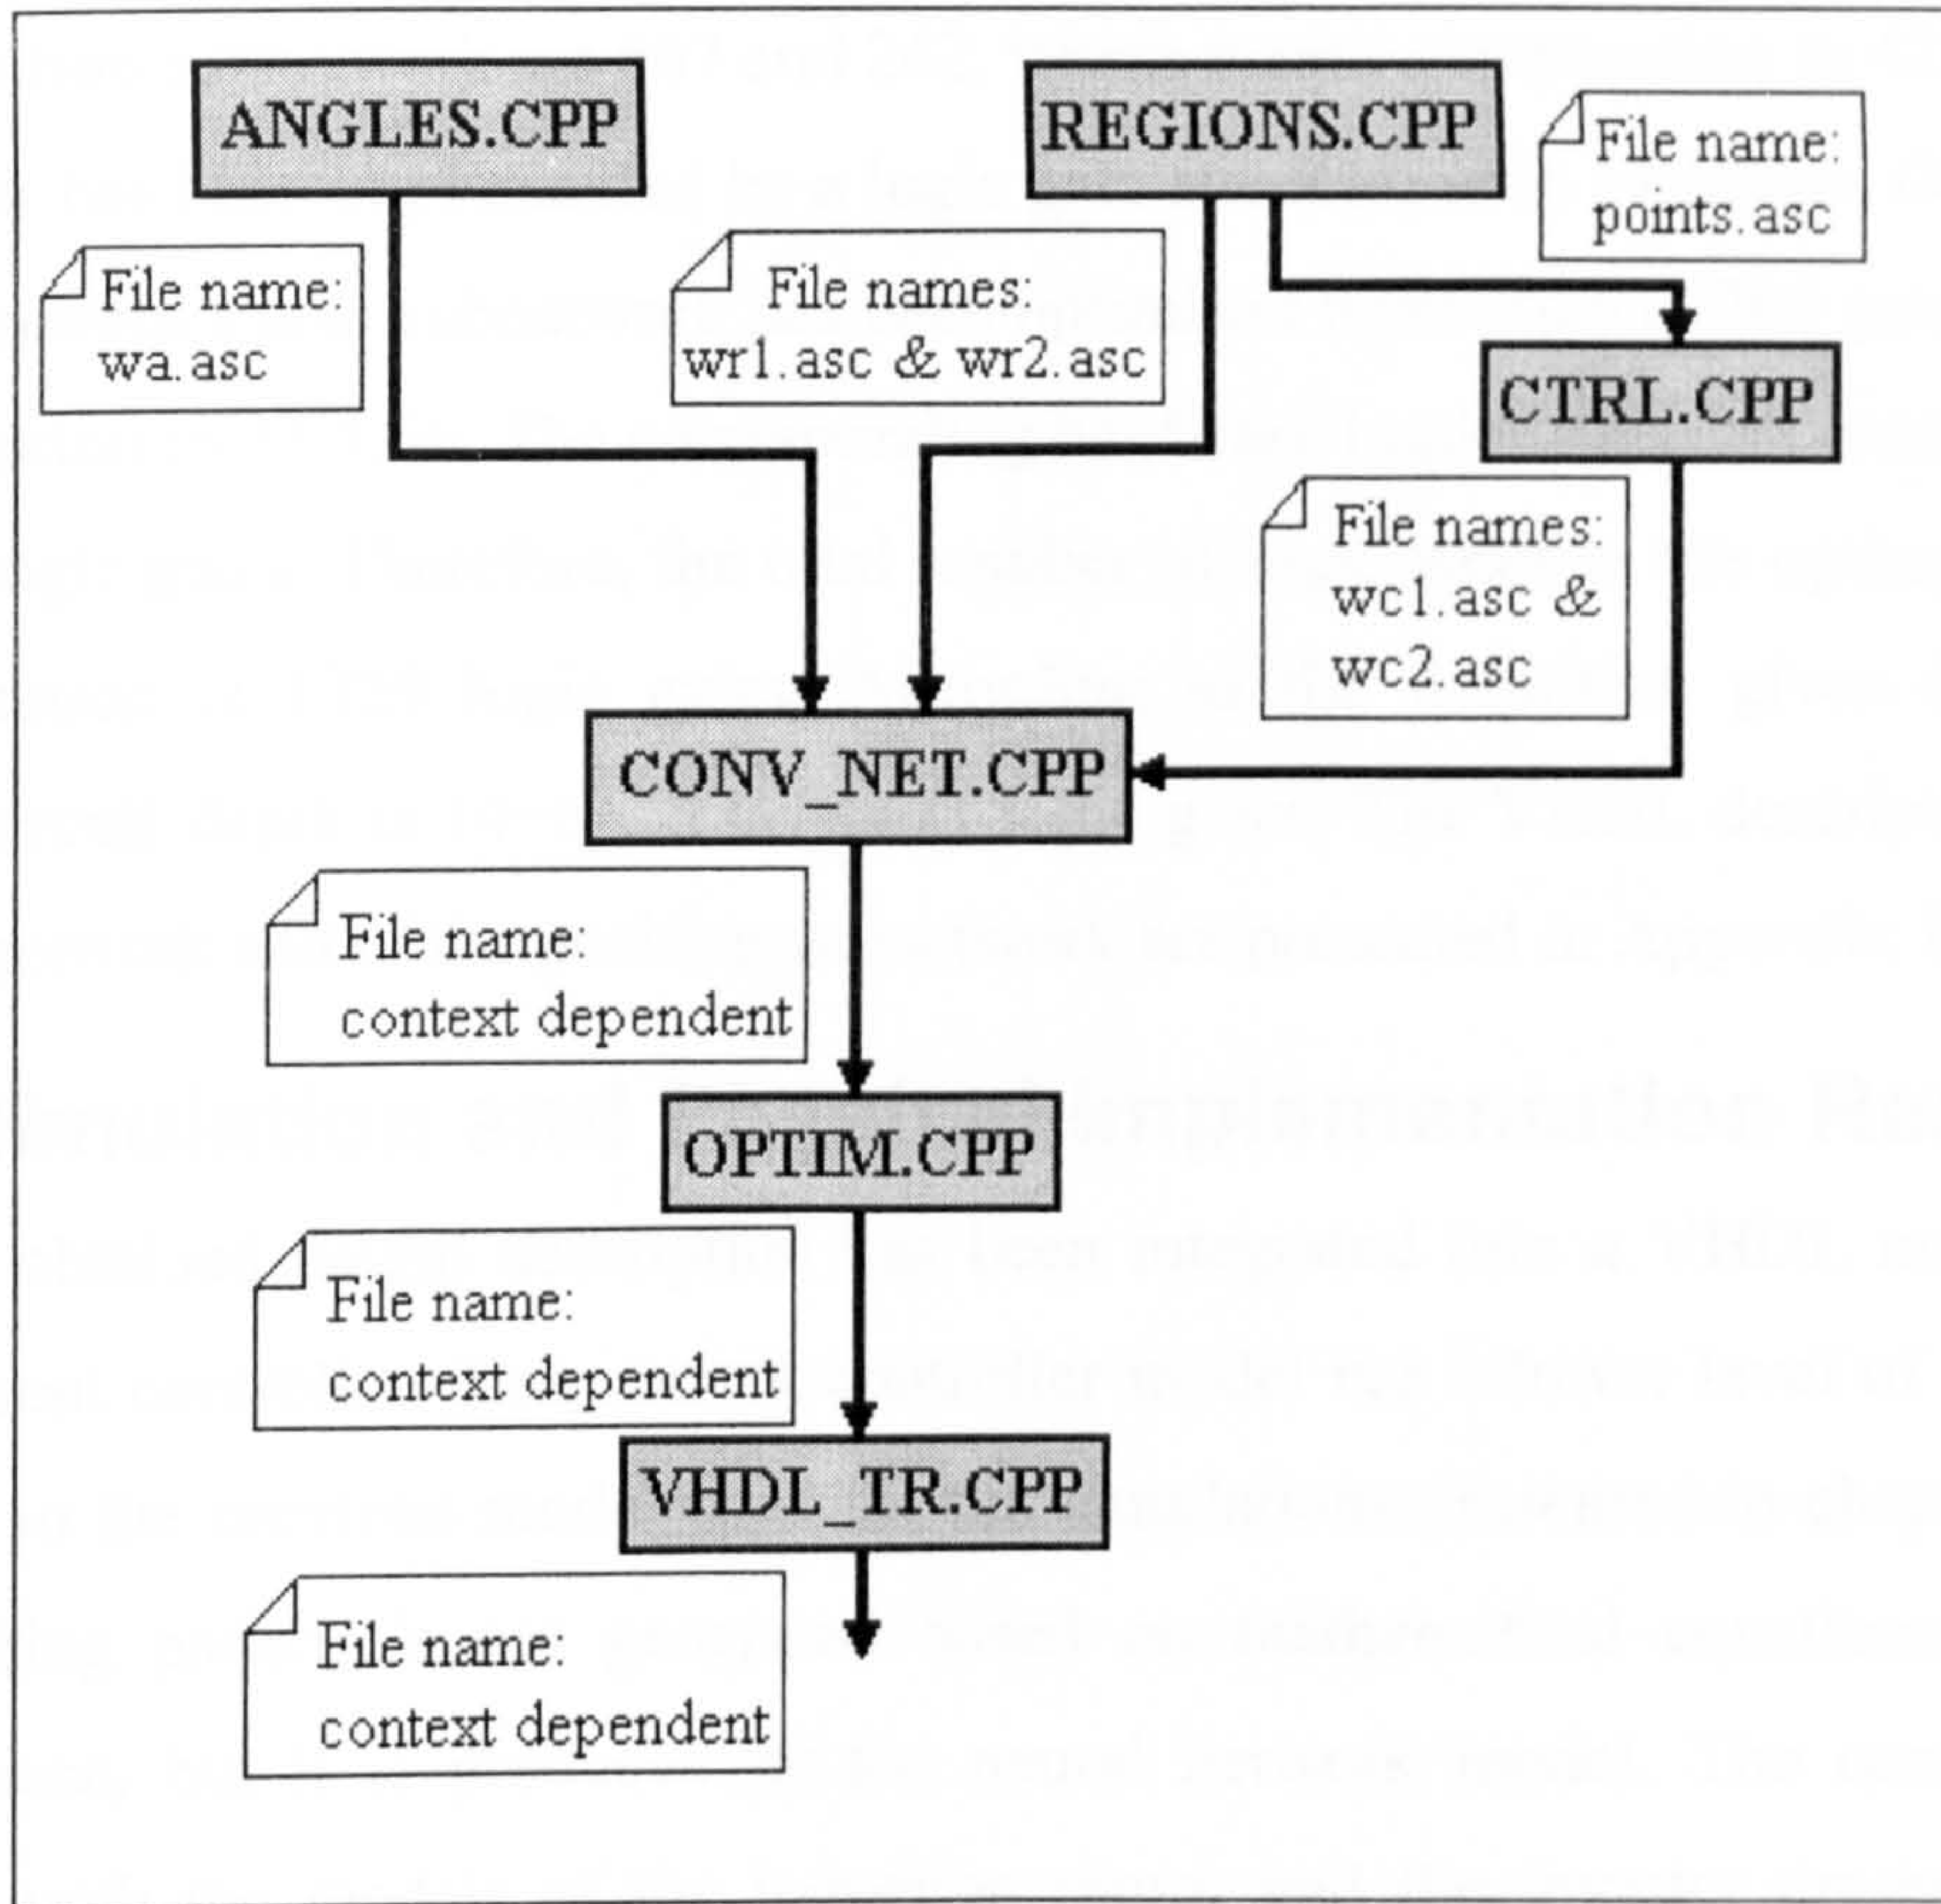 ANGLES.CPP
REGIONS.CPP
File name:
points.asc
File name:
wa.asc
File names:
wr1.asc & wr2.asc
CTRL.CPP
File names:
wc1.asc &
wc2.asc
CONV_NET.CPP
File name:
context dependent
OPTIM.CPP
File name:
context dependent
VHDL_TR.CPP
File name:
context dependent